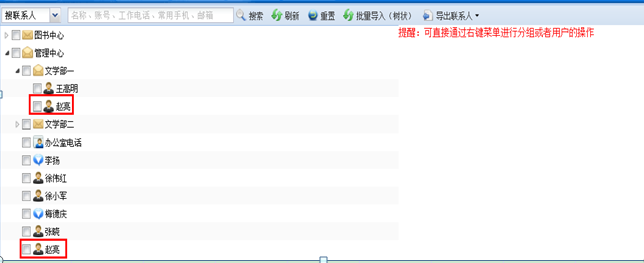 搜联系人 名称、账号、工作电话、常用手机、邮箱 搜索 刷新 重置 批量导入（树状） 导出联系人
提醒：可直接通过右键菜单进行分组或者用户的操作
图书中心
管理中心
文学部一
王高明
赵亮
文学部二
办公室电话
李扬
徐伟红
徐小军
梅德庆
张晓
赵亮